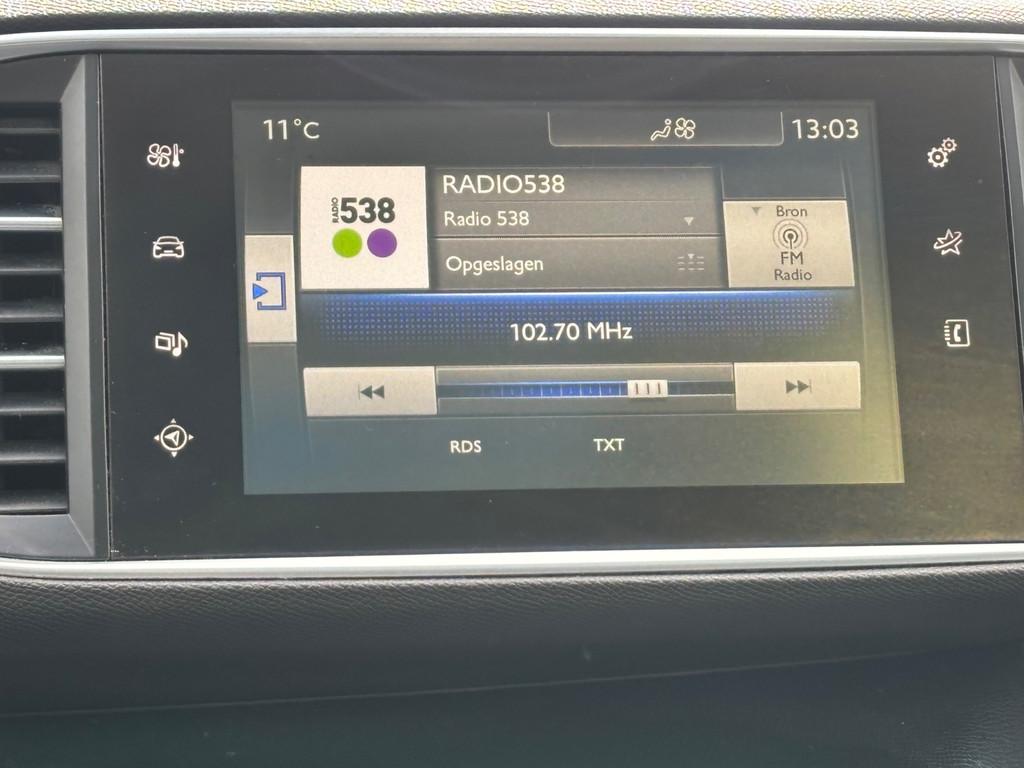 11°C
13:03
RADIO 538
RADIO538
Radio 538
Opgeslagen
Bron
FM
Radio
102.70 MHz
RDS
TXT